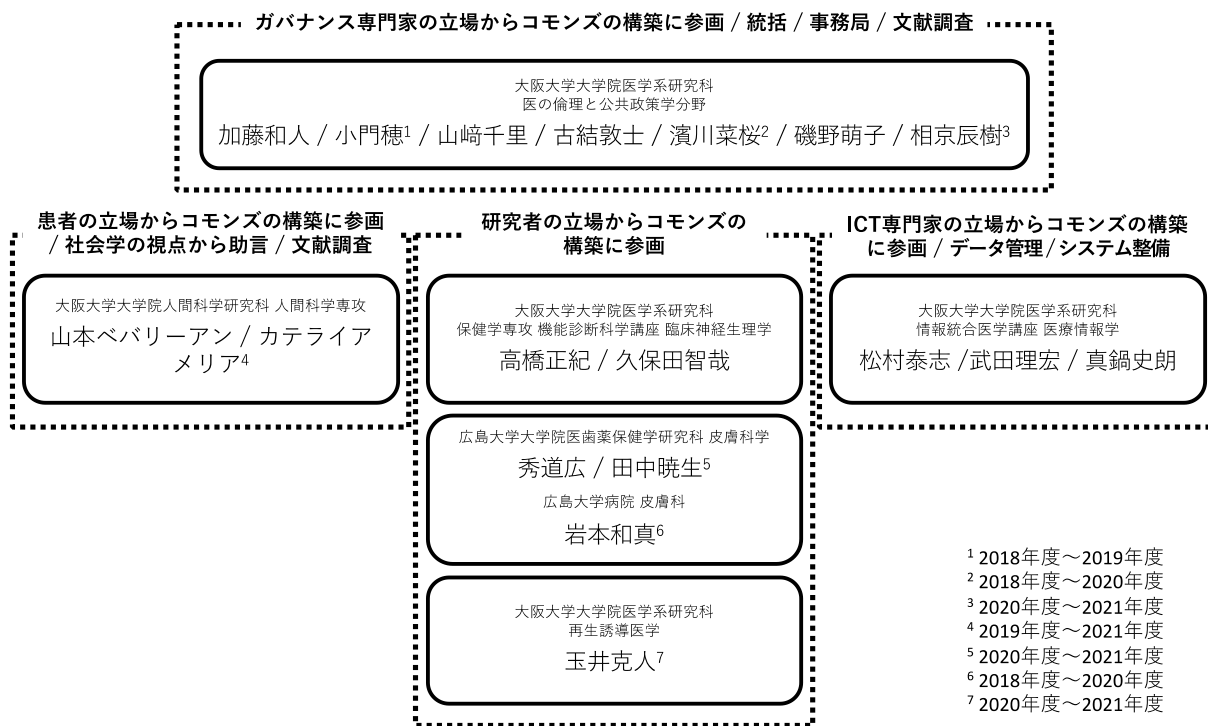 ガバナンス専門家の立場からコモンズの構築に参画 / 統括 / 事務局 / 文献調査
大阪大学大学院医学系研究科
医の倫理と公共政策学分野
加藤和人 / 小門穂¹ / 山﨑千里 / 古結敦士 / 濱川菜桜² / 磯野萌子 / 相京辰樹³
患者の立場からコモンズの構築に参画
/ 社会学の視点から助言 / 文献調査
大阪大学大学院人間科学研究科 人間科学専攻
山本ベバリーアン / カテライア
メリア⁴
研究者の立場からコモンズの
構築に参画
大阪大学大学院医学系研究科
保健学専攻 機能診断科学講座 臨床神経生理学
高橋正紀 / 久保田智哉
広島大学大学院医歯薬保健学研究科 皮膚科学
秀道広 / 田中暁生⁵
広島大学病院 皮膚科
岩本和真⁶
大阪大学大学院医学系研究科
再生誘導医学
玉井克人⁷
ICT専門家の立場からコモンズの構築
に参画 / データ管理/システム整備
大阪大学大学院医学系研究科
情報統合医学講座 医療情報学
松村泰志 /武田理宏 / 真鍋史朗
¹ 2018年度～2019年度
² 2018年度～2020年度
³ 2020年度～2021年度
⁴ 2019年度～2021年度
⁵ 2020年度～2021年度
⁶ 2018年度～2020年度
⁷ 2020年度～2021年度